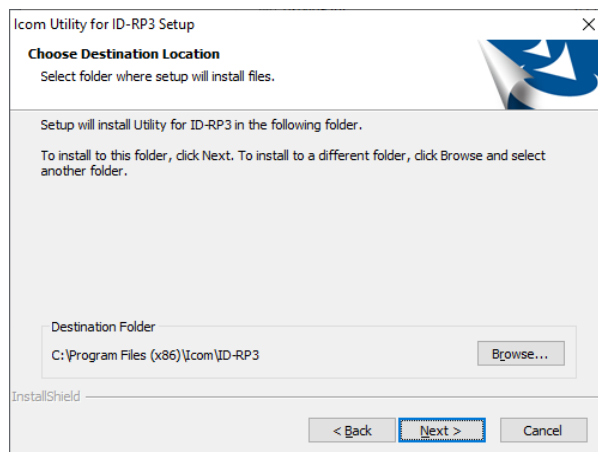 Icom Utility for ID-RP3 Setup
Choose Destination Location
Select folder where setup will install files.
Setup will install Utility for ID-RP3 in the following folder.
To install to this folder, click Next. To install to a different folder, click Browse and select
another folder.
Destination Folder
C:\Program Files (x86)\Icom\ID-RP3
Browse...
InstallShield
< Back
Next >
Cancel